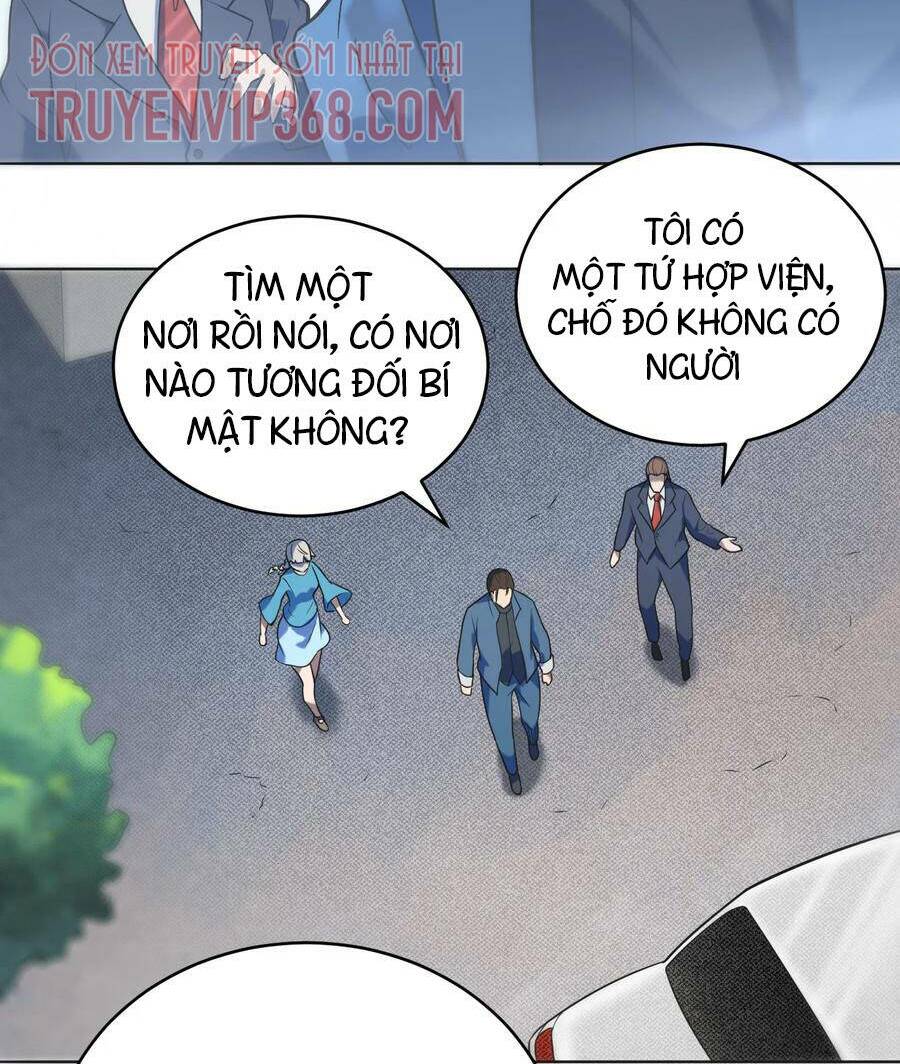 ĐÓN XEM TRUYỆN SỚM NHẤT TẠI
TRUYENVIP368.COM
TÌM MỘT
NƠI RỒI NÓI, CÓ NƠI
NÀO TƯƠNG ĐỐI BÍ
MẬT KHÔNG?
TÔI CÓ
MỘT TỨ HỢP VIỆN,
CHỐ ĐÓ KHÔNG CÓ
NGƯỜI